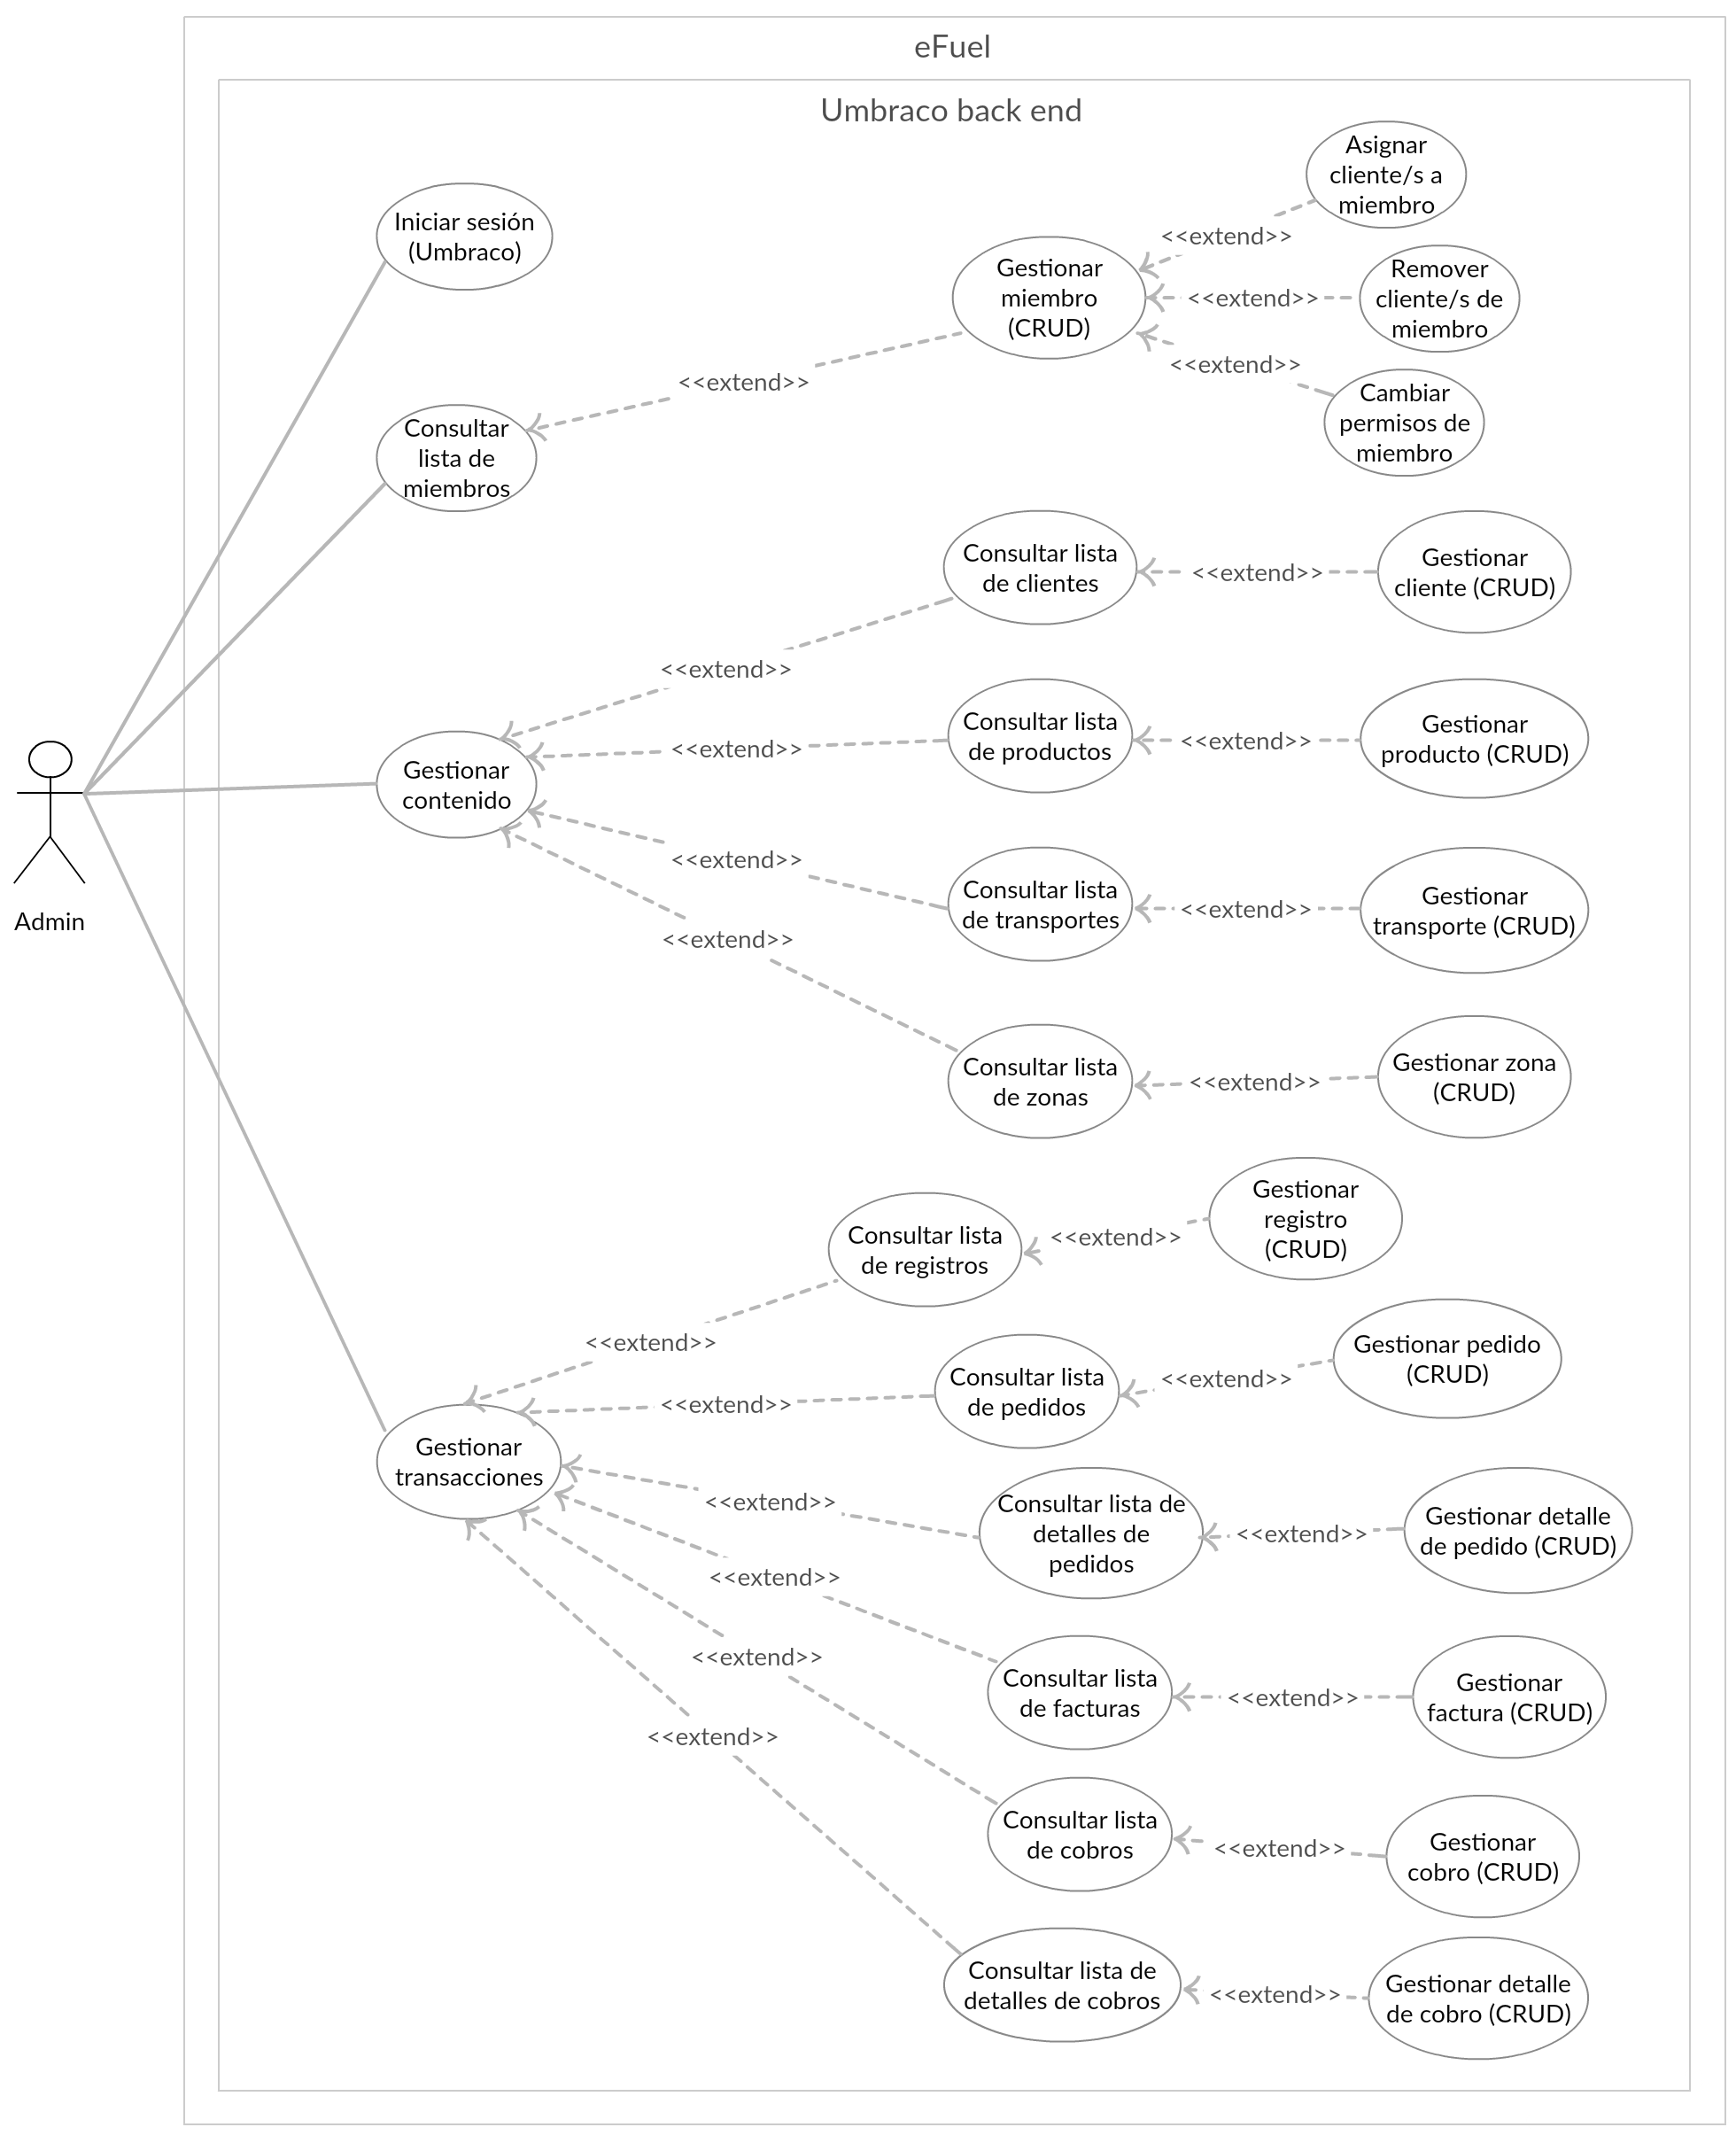 eFuel
Umbraco back end
Asignar
cliente/s a
miembro
Iniciar sesión
(Umbraco)
<<extend>>
Gestionar
miembro
(CRUD)
<<extend>>
Remover
cliente/s de
miembro
<<extend>>
<<extend>>
Cambiar
permisos de
miembro
Consultar
lista de
miembros
Consultar lista
de clientes
<<extend>>
Gestionar
cliente (CRUD)
<<extend>>
Consultar lista
de productos
<<extend>>
Gestionar
producto (CRUD)
<<extend>>
Gestionar
contenido
<<extend>>
Consultar lista
de transportes
<<extend>>
Gestionar
transporte (CRUD)
Admin
<<extend>>
Consultar lista
de zonas
<<extend>>
Gestionar zona
(CRUD)
Consultar lista
de registros
<<extend>>
Gestionar
registro
(CRUD)
<<extend>>
<<extend>>
Consultar lista
de pedidos
<<extend>>
Gestionar pedido
(CRUD)
Gestionar
transacciones
<<extend>>
Consultar lista de
detalles de
pedidos
<<extend>>
Gestionar detalle
de pedido (CRUD)
<<extend>>
<<extend>>
Consultar lista
de facturas
<<extend>>
Gestionar
factura (CRUD)
<<extend>>
Consultar lista
de cobros
<<extend>>
Gestionar
cobro (CRUD)
Consultar lista de
detalles de cobros
<<extend>>
Gestionar detalle
de cobro (CRUD)